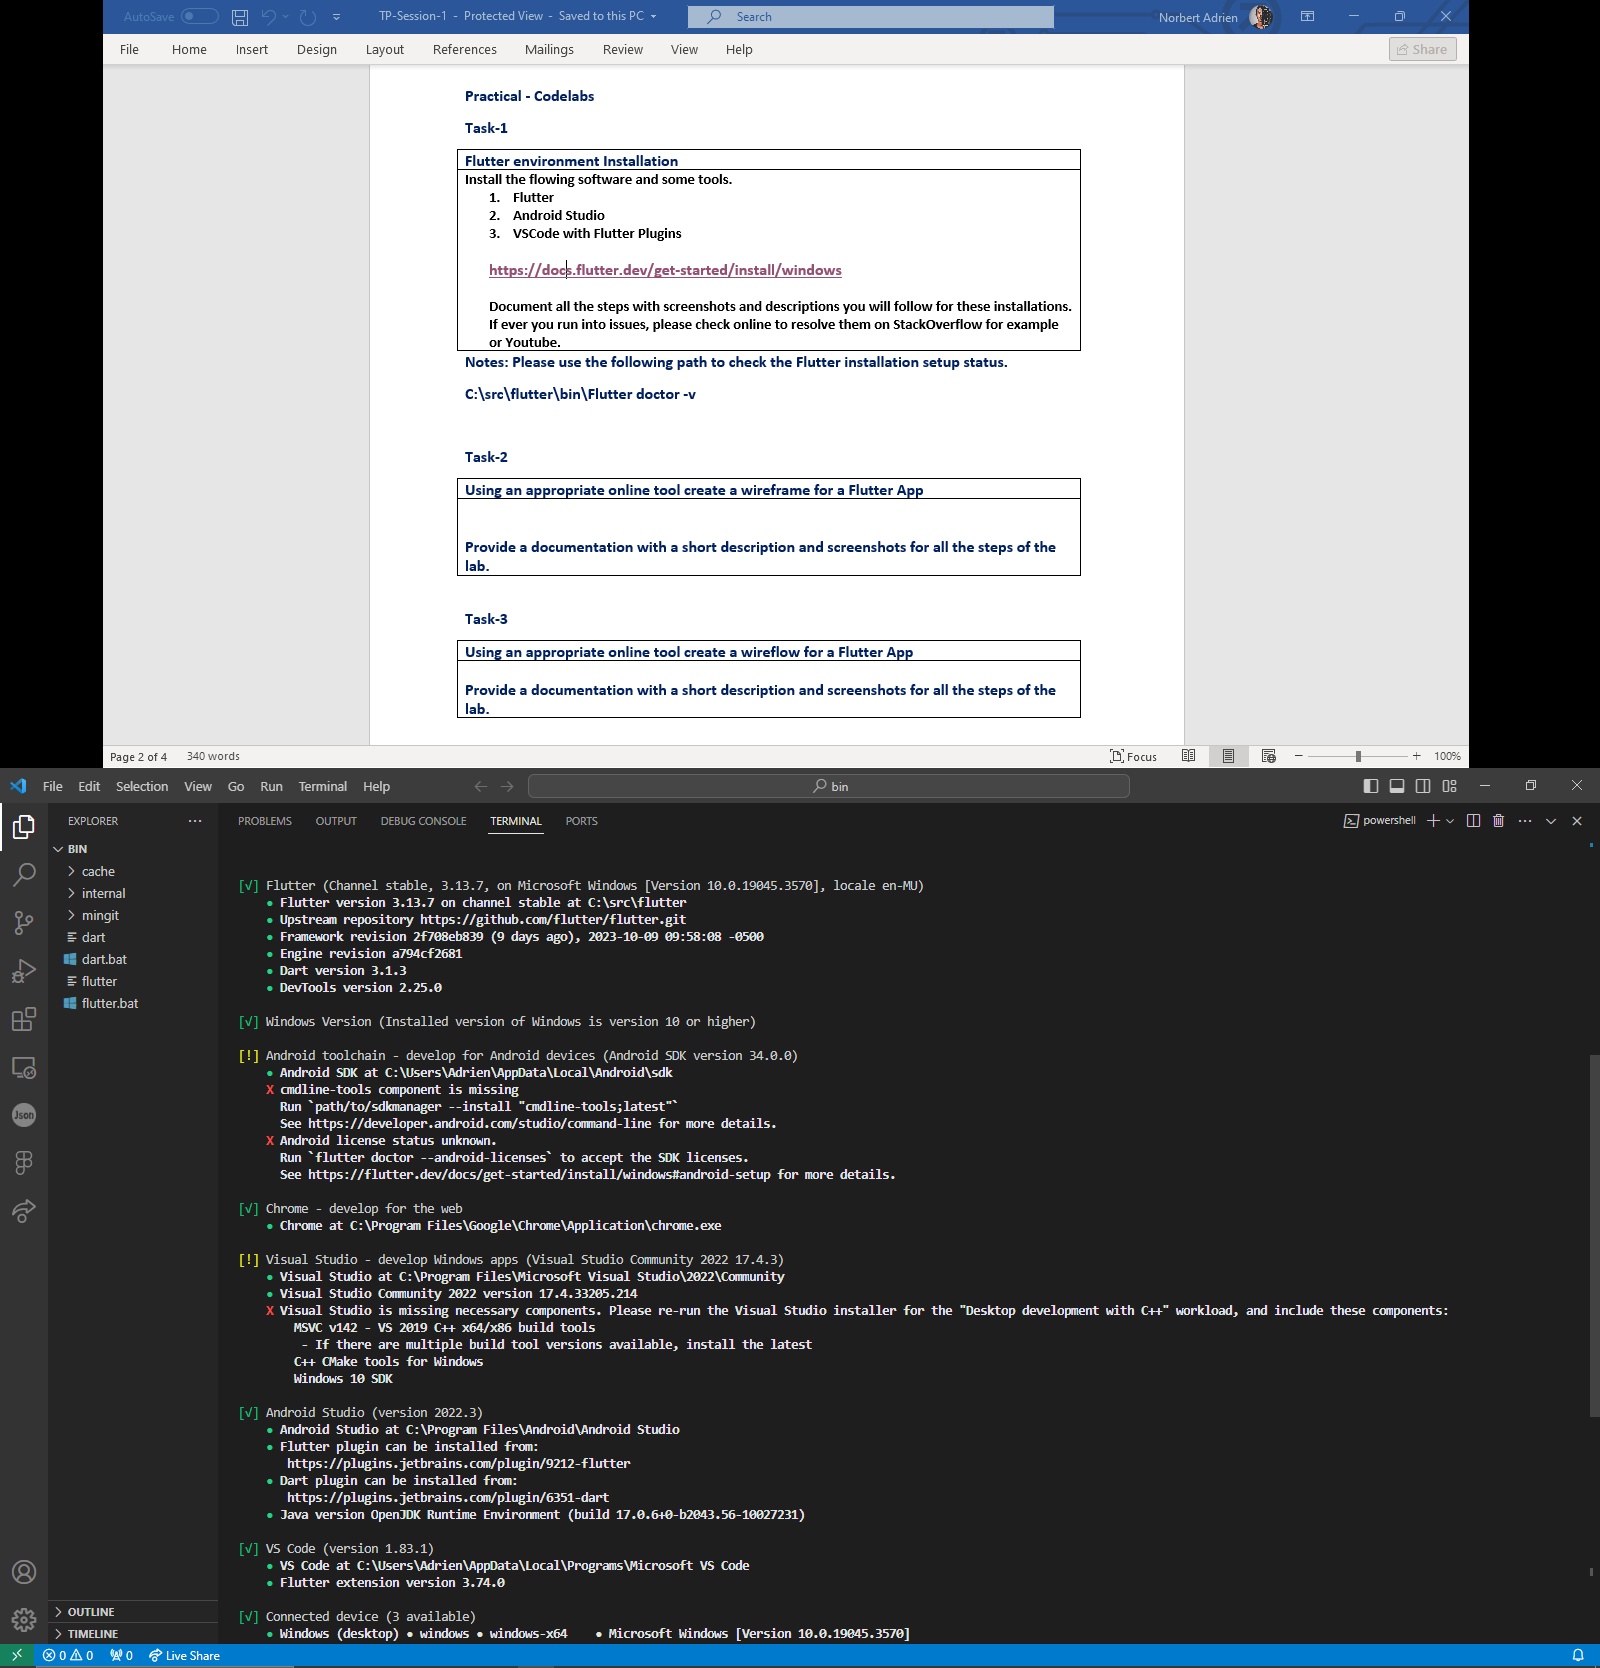 AutoSave
TP-Session-1 - Protected View - Saved to this PC
Search
Norbert Adrien
File Home Insert Design Layout References Mailings Review View Help
Share
Practical - Codelabs
Task-1
Flutter environment Installation
Install the flowing software and some tools.
1. Flutter
2. Android Studio
3. VSCode with Flutter Plugins
https://docs.flutter.dev/get-started/install/windows
Document all the steps with screenshots and descriptions you will follow for these installations.
If ever you run into issues, please check online to resolve them on StackOverflow for example
or Youtube.
Notes: Please use the following path to check the Flutter installation setup status.
C:\src\flutter\bin\Flutter doctor -v
Task-2
Using an appropriate online tool create a wireframe for a Flutter App
Provide a documentation with a short description and screenshots for all the steps of the
lab.
Task-3
Using an appropriate online tool create a wireflow for a Flutter App
Provide a documentation with a short description and screenshots for all the steps of the
lab.
Page 2 of 4 340 words
Focus
100%
File Edit Selection View Go Run Terminal Help
bin
EXPLORER
BIN
cache
internal
mingit
dart
dart.bat
flutter
flutter.bat
Json
OUTLINE
TIMELINE
PROBLEMS OUTPUT DEBUG CONSOLE TERMINAL PORTS
powershell
[√] Flutter (Channel stable, 3.13.7, on Microsoft Windows [Version 10.0.19045.3570], locale en-MU)
• Flutter version 3.13.7 on channel stable at C:\src\flutter
• Upstream repository https://github.com/flutter/flutter.git
• Framework revision 2f708eb839 (9 days ago), 2023-10-09 09:58:08 -0500
• Engine revision a794cf2681
• Dart version 3.1.3
• DevTools version 2.25.0
[√] Windows Version (Installed version of Windows is version 10 or higher)
[!] Android toolchain - develop for Android devices (Android SDK version 34.0.0)
• Android SDK at C:\Users\Adrien\AppData\Local\Android\sdk
X cmdline-tools component is missing
Run `path/to/sdkmanager --install "cmdline-tools;latest"`
See https://developer.android.com/studio/command-line for more details.
X Android license status unknown.
Run `flutter doctor --android-licenses` to accept the SDK licenses.
See https://flutter.dev/docs/get-started/install/windows#android-setup for more details.
[√] Chrome - develop for the web
• Chrome at C:\Program Files\Google\Chrome\Application\chrome.exe
[!] Visual Studio - develop Windows apps (Visual Studio Community 2022 17.4.3)
• Visual Studio at C:\Program Files\Microsoft Visual Studio\2022\Community
• Visual Studio Community 2022 version 17.4.33205.214
X Visual Studio is missing necessary components. Please re-run the Visual Studio installer for the "Desktop development with C++" workload, and include these components:
MSVC v142 - VS 2019 C++ x64/x86 build tools
- If there are multiple build tool versions available, install the latest
C++ CMake tools for Windows
Windows 10 SDK
[√] Android Studio (version 2022.3)
• Android Studio at C:\Program Files\Android\Android Studio
• Flutter plugin can be installed from:
https://plugins.jetbrains.com/plugin/9212-flutter
• Dart plugin can be installed from:
https://plugins.jetbrains.com/plugin/6351-dart
• Java version OpenJDK Runtime Environment (build 17.0.6+0-b2043.56-10027231)
[√] VS Code (version 1.83.1)
• VS Code at C:\Users\Adrien\AppData\Local\Programs\Microsoft VS Code
• Flutter extension version 3.74.0
[√] Connected device (3 available)
• Windows (desktop) • windows • windows-x64 • Microsoft Windows [Version 10.0.19045.3570]
0 0 0 Live Share